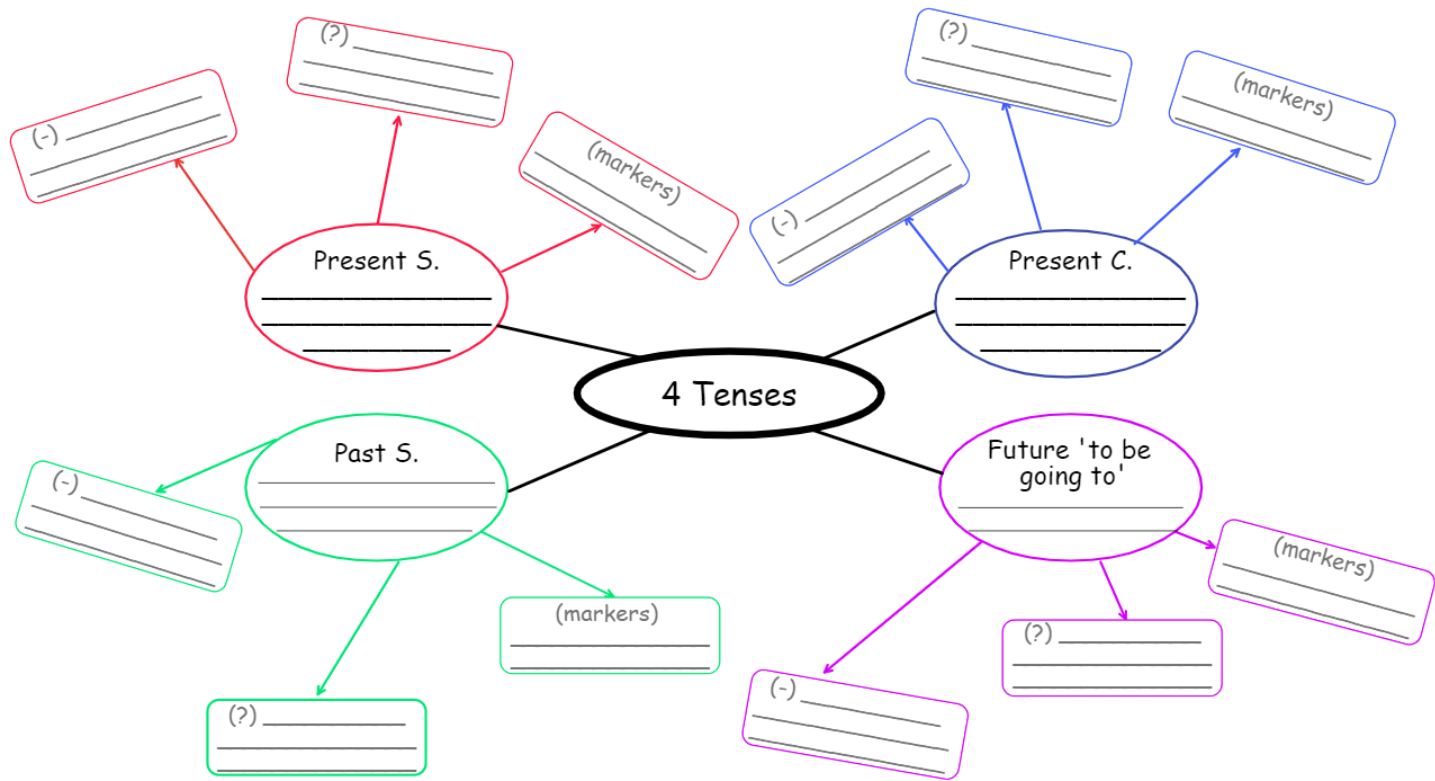 (?)
(-)
(markers)
Present S.
(?)
(markers)
(-)
Present C.
4 Tenses
Past S.
(-)
(markers)
(?)
Future 'to be
going to'
(markers)
(?)
(-)